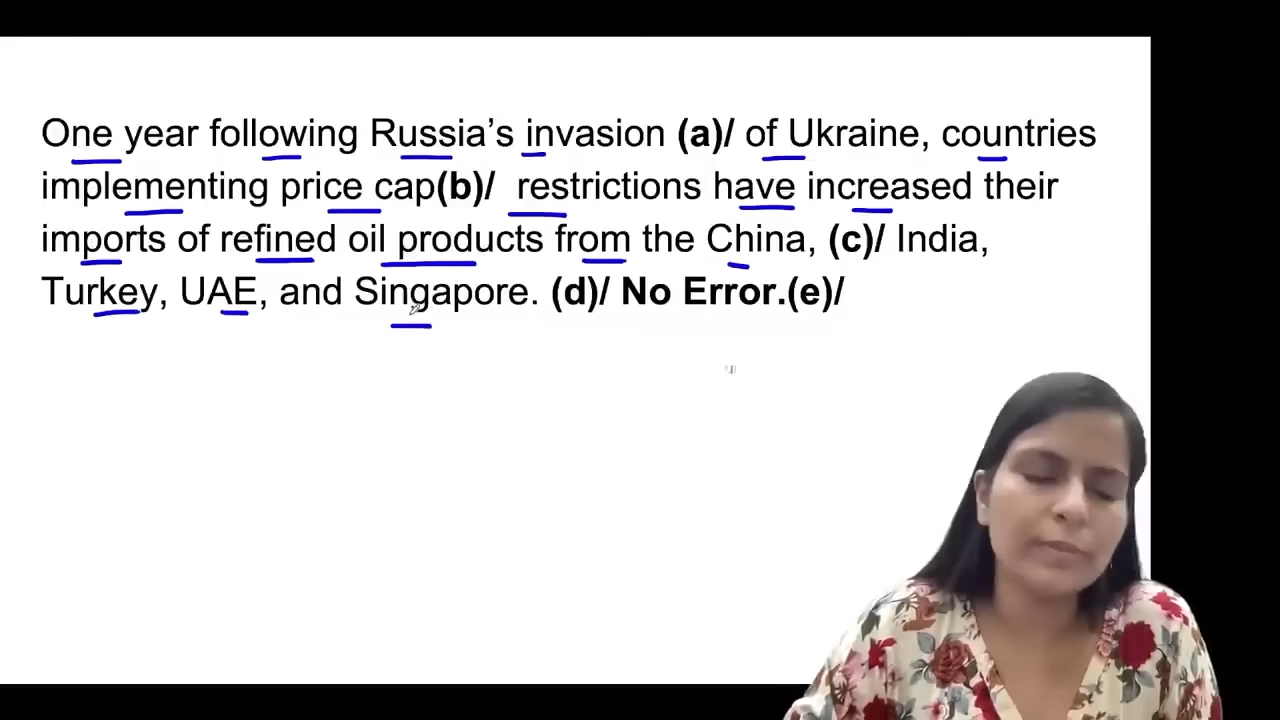 One year following Russia’s invasion (a)/ of Ukraine, countries
implementing price cap(b)/ restrictions have increased their
imports of refined oil products from the China, (c)/ India,
Turkey, UAE, and Singapore. (d)/ No Error.(e)/